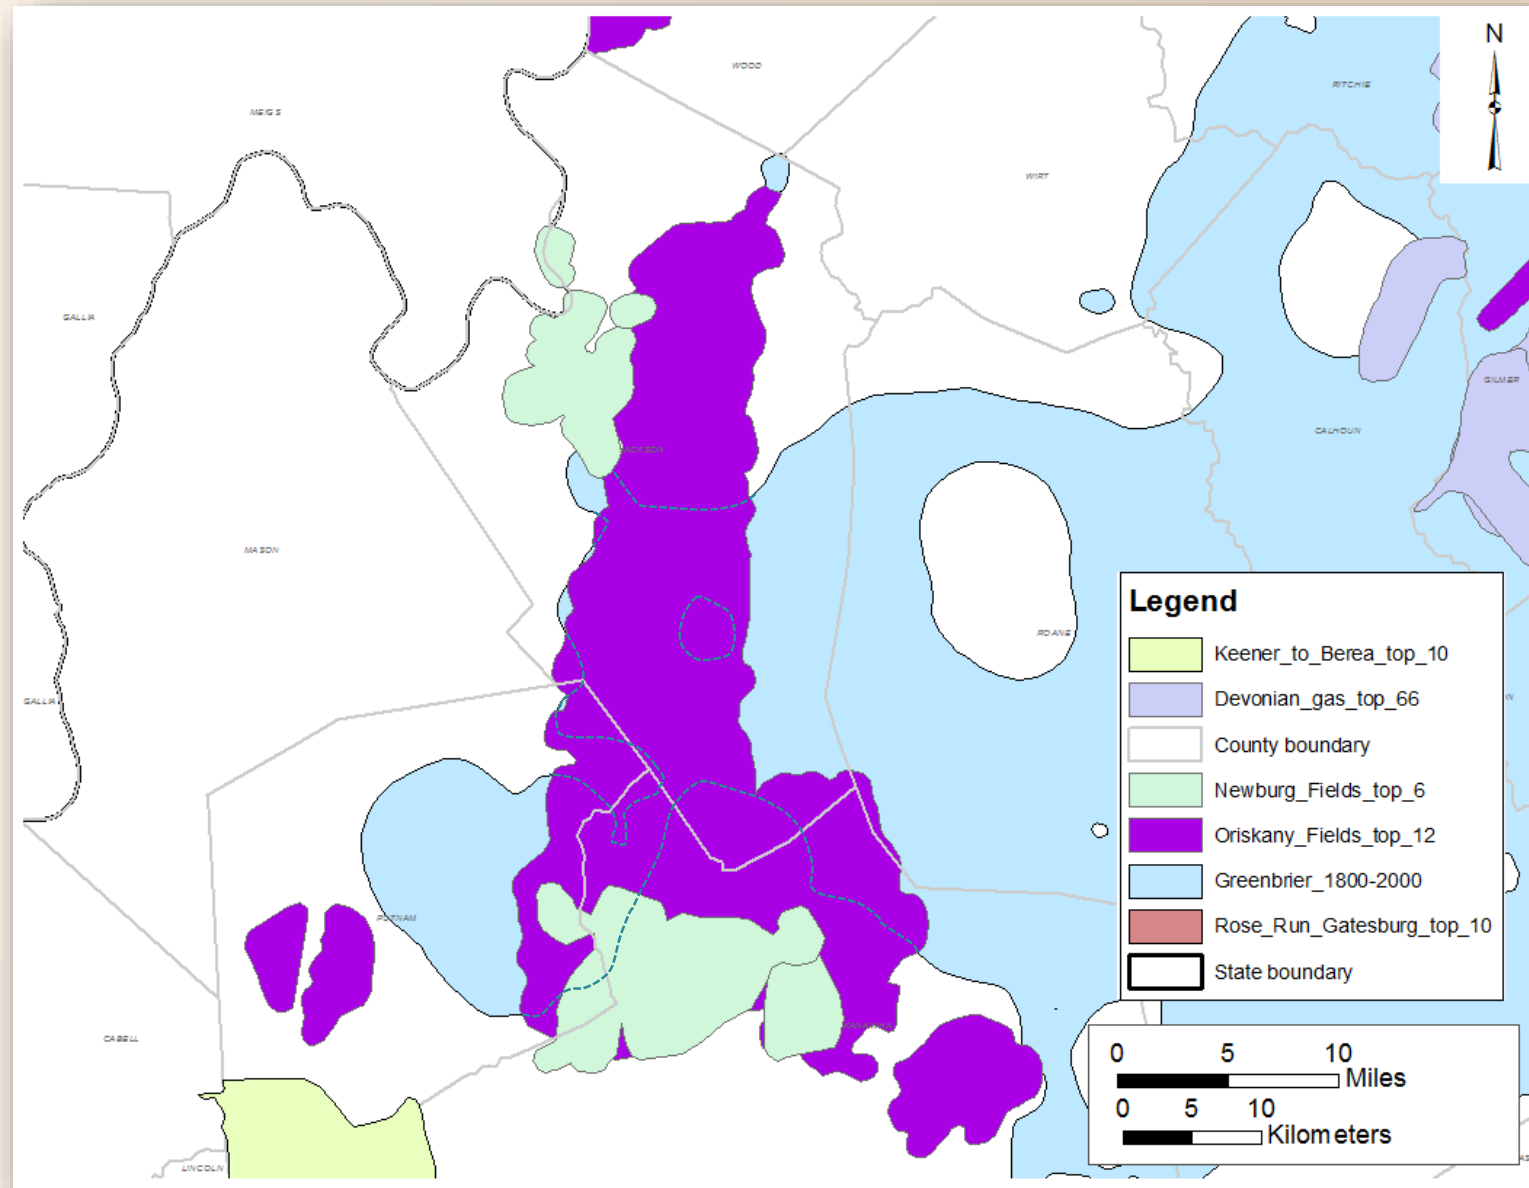 N
WOOD
RITCHIE
MEIGS
WIRT
GALLIA
GILMER
CALHOUN
JACKSON
MASON
ROANE
GALLIA
PUTNAM
CABELL
LINCOLN
Legend
Keener_to_Berea_top_10
Devonian_gas_top_66
County boundary
Newburg_Fields_top_6
Oriskany_Fields_top_12
Greenbrier_1800-2000
Rose_Run_Gatesburg_top_10
State boundary
0 5 10
Miles
0 5 10
Kilometers